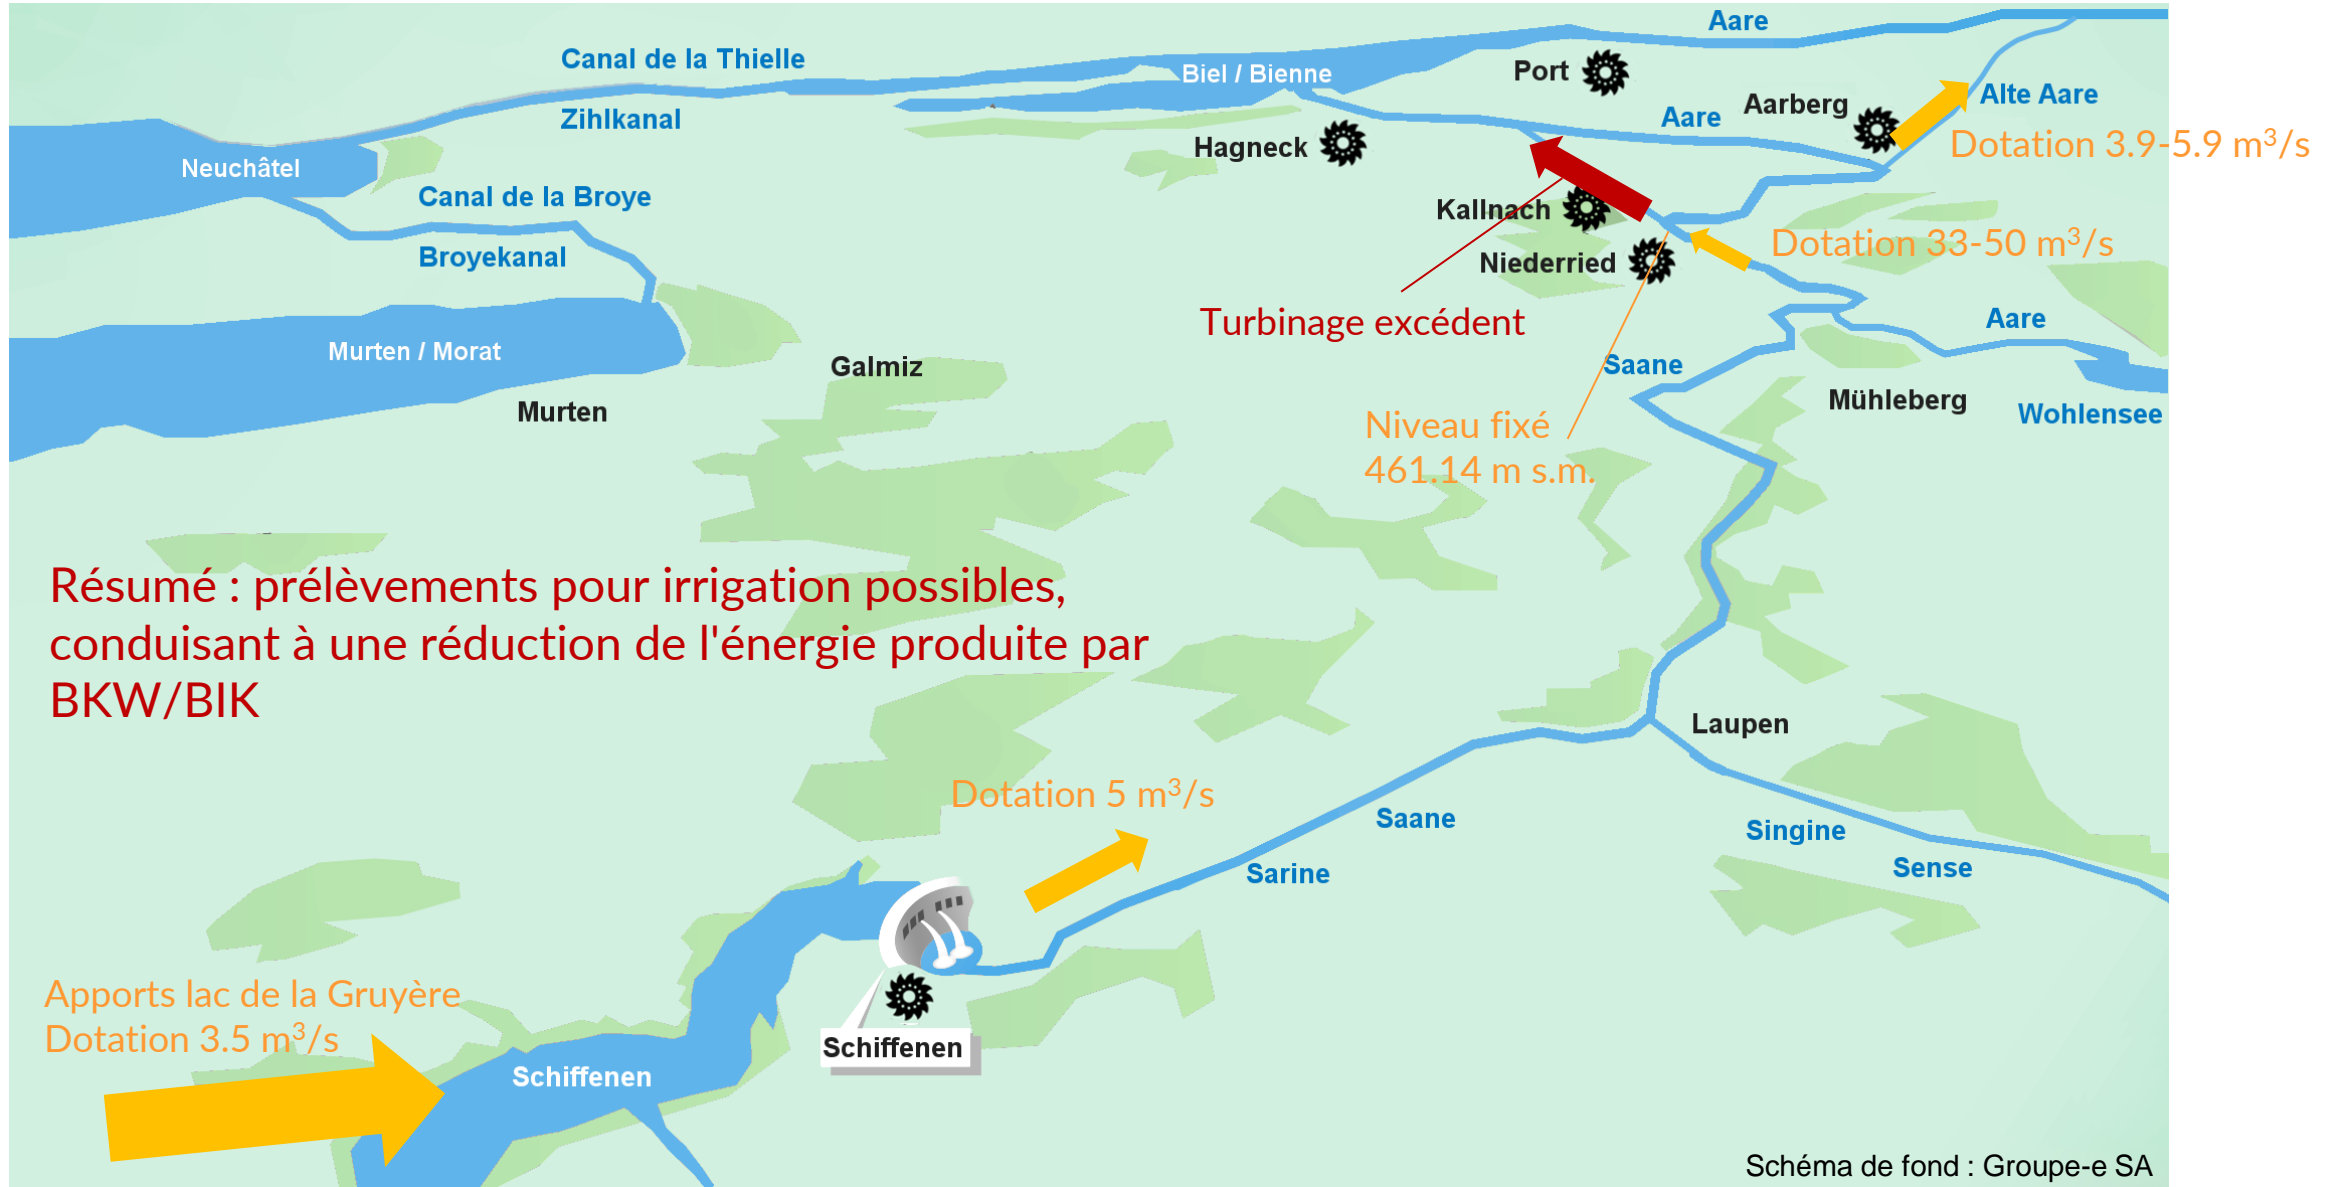 Aare
Canal de la Thielle
Biel / Bienne
Port
Alte Aare
Aarberg
Zihlkanal
Aare
Dotation 3.9-5.9 m³/s
Hagneck
Neuchâtel
Canal de la Broye
Kallnach
Dotation 33-50 m³/s
Broyekanal
Niederried
Turbinage excédent
Aare
Murten / Morat
Galmiz
Saane
Mühleberg
Murten
Wohlensee
Niveau fixé
461.14 m s.m.
Résumé : prélèvements pour irrigation possibles,
conduisant à une réduction de l'énergie produite par
BKW/BIK
Laupen
Dotation 5 m³/s
Saane
Singine
Sarine
Sense
Apports lac de la Gruyère
Dotation 3.5 m³/s
Schiffenen
Schiffenen
Schéma de fond : Groupe-e SA